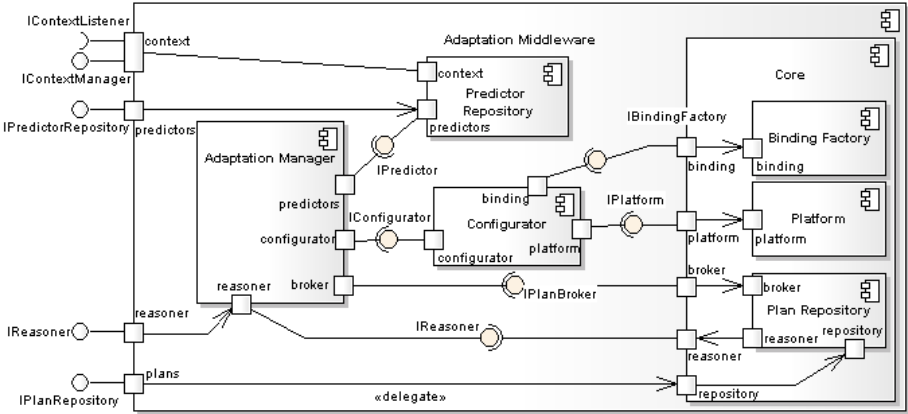 IContextListener
context
Adaptation Middleware
IContextManager
context
Core
Predictor
Repository
IPredictorRepository
predictors
predictors
IBindingFactory
Adaptation Manager
Binding Factory
binding
binding
IPredictor
predictors
binding
IPlatform
IConfigurator
Configurator
Platform
configurator
configurator
platform
platform
platform
broker
broker
IPlanBroker
broker
reasoner
Plan Repository
repository
IReasoner
reasoner
IReasoner
reasoner
reasoner
plans
IPlanRepository
«delegate»
repository